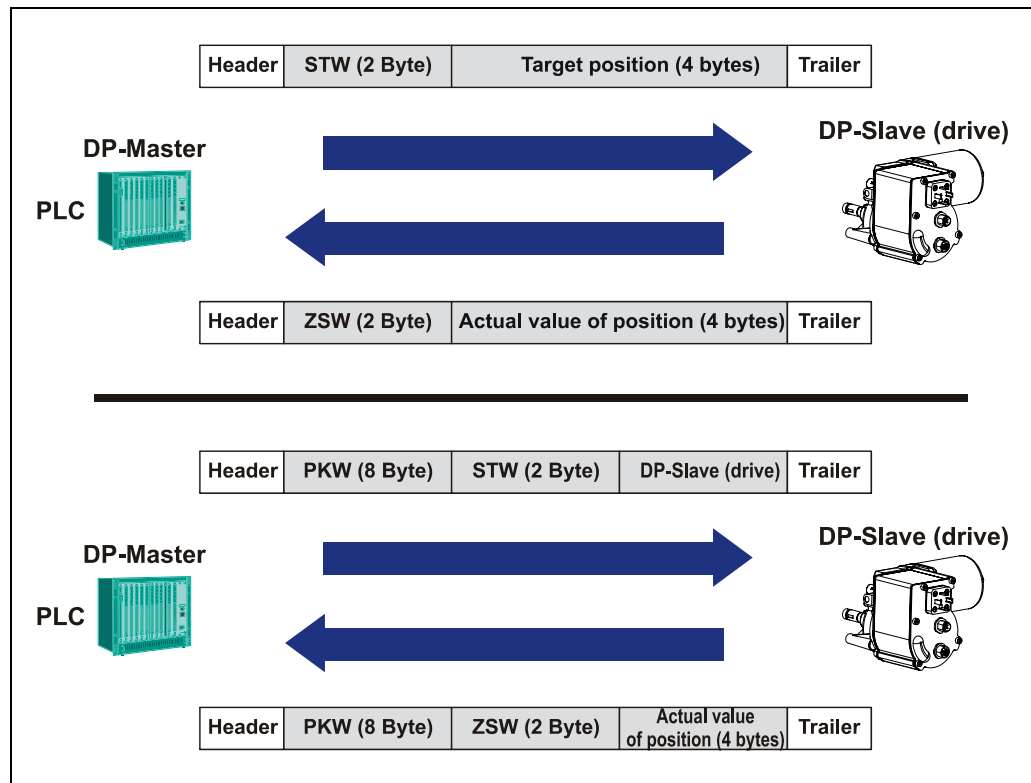 Header STW (2 Byte) Target position (4 bytes) Trailer
DP-Master
DP-Slave (drive)
PLC
Header ZSW (2 Byte) Actual value of position (4 bytes) Trailer
Header PKW (8 Byte) STW (2 Byte) DP-Slave (drive) Trailer
DP-Master
DP-Slave (drive)
PLC
Header PKW (8 Byte) ZSW (2 Byte) Actual value
of position (4 bytes) Trailer